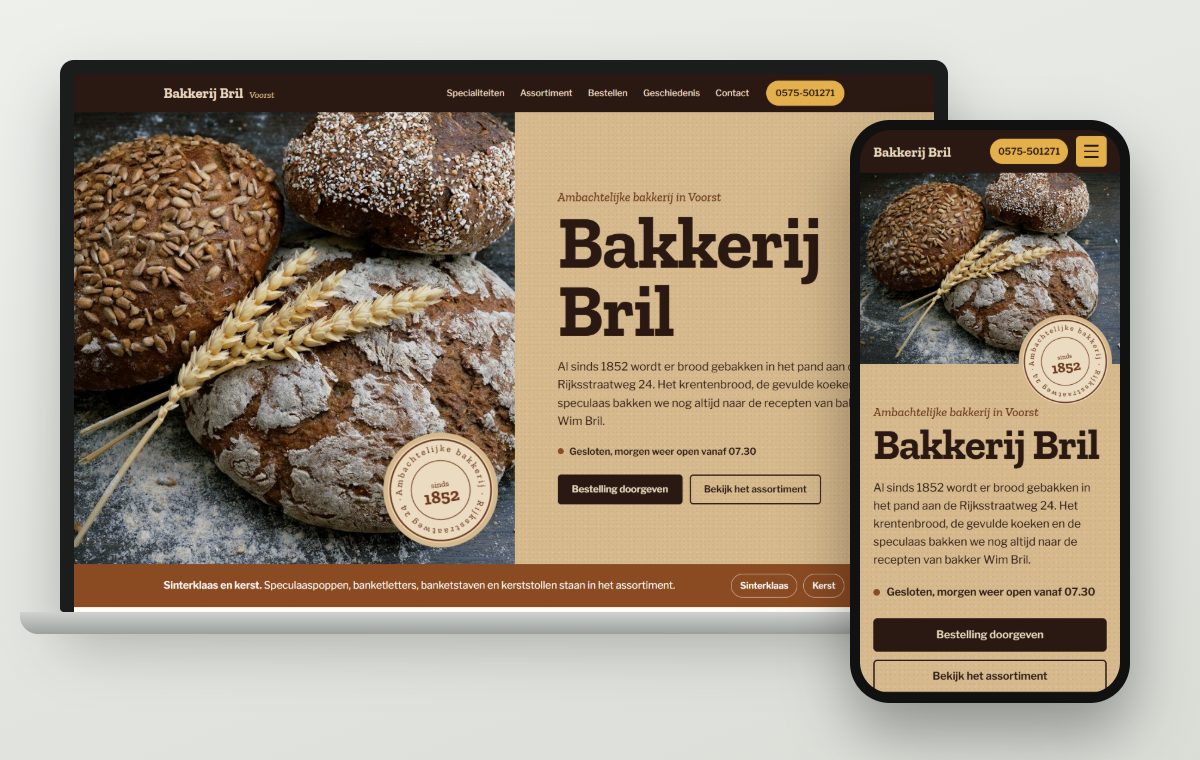 Bakkerij Bril Voorst
Specialiteiten Assortiment Bestellen Geschiedenis Contact 0575-501271
Ambachtelijke bakkerij in Voorst
Bakkerij
Bril
Al sinds 1852 wordt er brood gebakken in het pand aan
Rijksstraatweg 24. Het krentenbrood, de gevulde koeken
speculaas bakken we nog altijd naar de recepten van
Wim Bril.
Gesloten, morgen weer open vanaf 07.30
Bestelling doorgeven Bekijk het assortiment
Ambachtelijke bakkerij · Rijksstraatweg 24 ·
sinds
1852
Sinterklaas en kerst. Speculaaspoppen, banketletters, banketstaven en kerststollen staan in het assortiment.
Sinterklaas Kerst
Bakkerij Bril 0575-501271
Ambachtelijke bakkerij · Rijksstraatweg 24 ·
sinds
1852
Ambachtelijke bakkerij in Voorst
Bakkerij Bril
Al sinds 1852 wordt er brood gebakken in
het pand aan de Rijksstraatweg 24. Het
krentenbrood, de gevulde koeken en de
speculaas bakken we nog altijd naar de
recepten van bakker Wim Bril.
Gesloten, morgen weer open vanaf 07.30
Bestelling doorgeven
Bekijk het assortiment